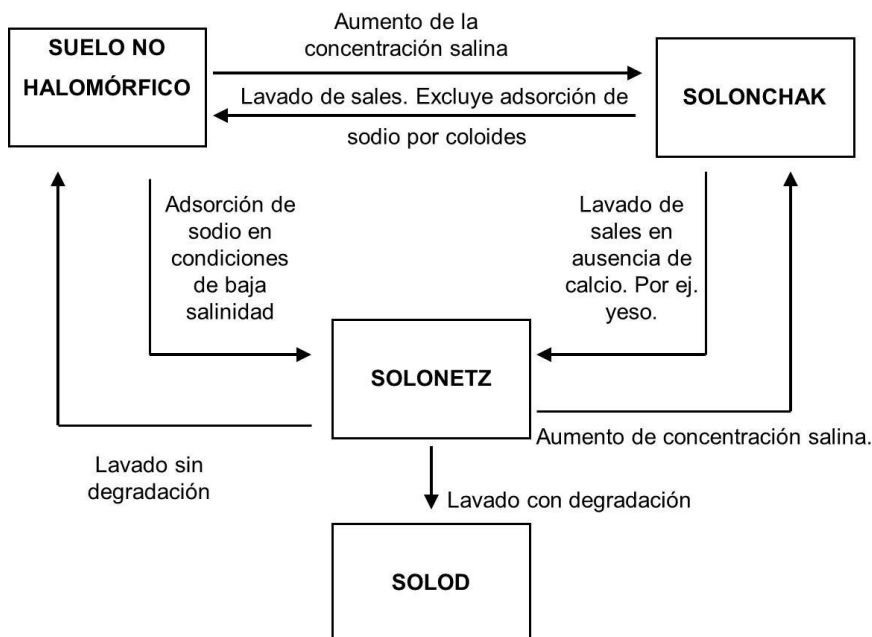 SUELO NO
HALOMÓRFICO
Aumento de la
concentración salina
Lavado de sales. Excluye adsorción de
sodio por coloides
SOLONCHAK
Adsorción de
sodio en
condiciones
de baja
salinidad
Lavado de
sales en
ausencia de
calcio. Por ej.
yeso.
SOLONETZ
Aumento de concentración salina.
Lavado sin
degradación
Lavado con degradación
SOLOD